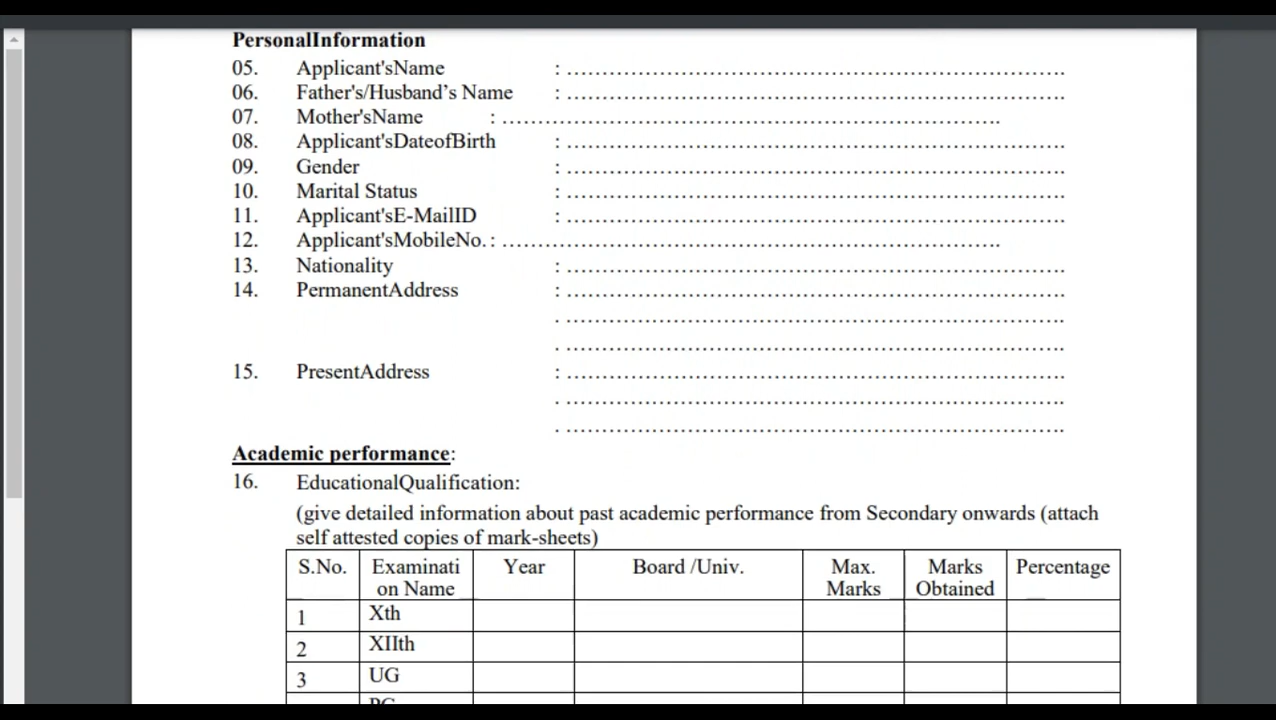 PersonalInformation
05. Applicant'sName : ……………………………………………………………….
06. Father's/Husband’s Name : ……………………………………………………………….
07. Mother'sName : ……………………………………………………………….
08. Applicant'sDateofBirth : ……………………………………………………………….
09. Gender : ……………………………………………………………….
10. Marital Status : ……………………………………………………………….
11. Applicant'sE-MailID : ……………………………………………………………….
12. Applicant'sMobileNo. : ……………………………………………………………….
13. Nationality : ……………………………………………………………….
14. PermanentAddress : ……………………………………………………………….
. ……………………………………………………………….
. ……………………………………………………………….
15. PresentAddress : ……………………………………………………………….
. ……………………………………………………………….
. ……………………………………………………………….
Academic performance:
16. EducationalQualification:
(give detailed information about past academic performance from Secondary onwards (attach
self attested copies of mark-sheets)
S.No. Examinati Year Board /Univ. Max. Marks Percentage
on Name Marks Obtained
1 Xth
2 XIIth
3 UG